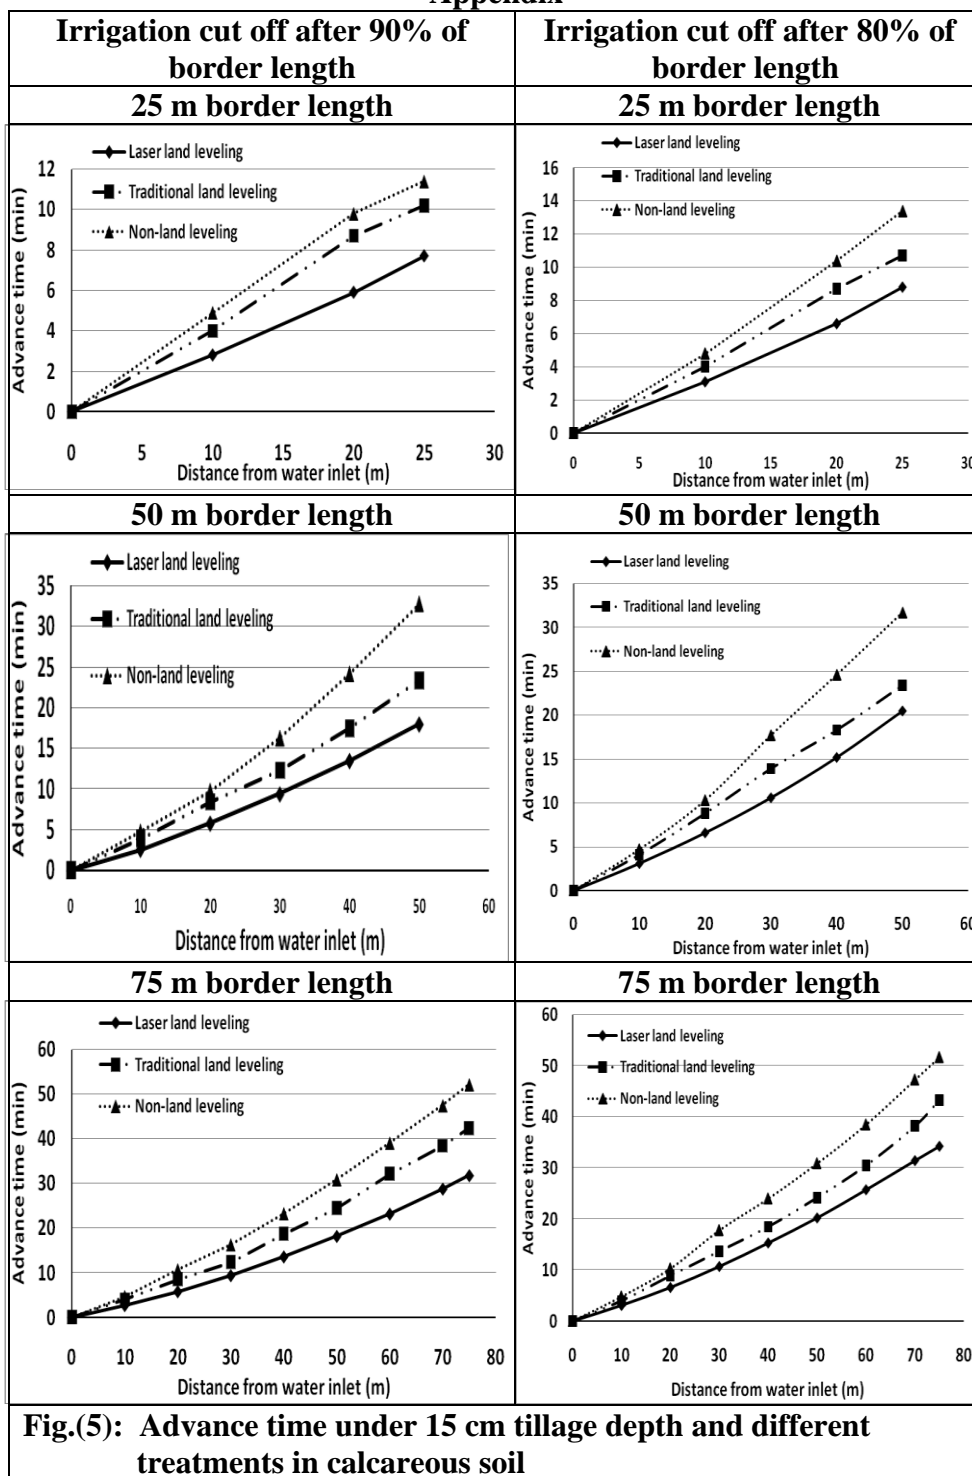 Appendix
Irrigation cut off after 90% of
border length
Irrigation cut off after 80% of
border length
25 m border length
25 m border length
Laser land leveling
Traditional land leveling
Non-land leveling
Advance time (min)
12
10
8
6
4
2
0
0 5 10 15 20 25 30
Distance from water inlet (m)
Laser land leveling
Traditional land leveling
Non-land leveling
Advance time (min)
16
14
12
10
8
6
4
2
0
0 5 10 15 20 25 30
Distance from water inlet (m)
50 m border length
50 m border length
Laser land leveling
Traditional land leveling
Non-land leveling
Advance time (min)
35
30
25
20
15
10
5
0
0 10 20 30 40 50 60
Distance from water inlet (m)
Laser land leveling
Traditional land leveling
Non-land leveling
Advance time (min)
35
30
25
20
15
10
5
0
0 10 20 30 40 50 60
Distance from water inlet (m)
75 m border length
75 m border length
Laser land leveling
Traditional land leveling
Non-land leveling
Advance time (min)
60
50
40
30
20
10
0
0 10 20 30 40 50 60 70 80
Distance from water inlet (m)
Laser land leveling
Traditional land leveling
Non-land leveling
Advance time (min)
60
50
40
30
20
10
0
0 10 20 30 40 50 60 70 80
Distance from water inlet (m)
Fig.(5): Advance time under 15 cm tillage depth and different
treatments in calcareous soil